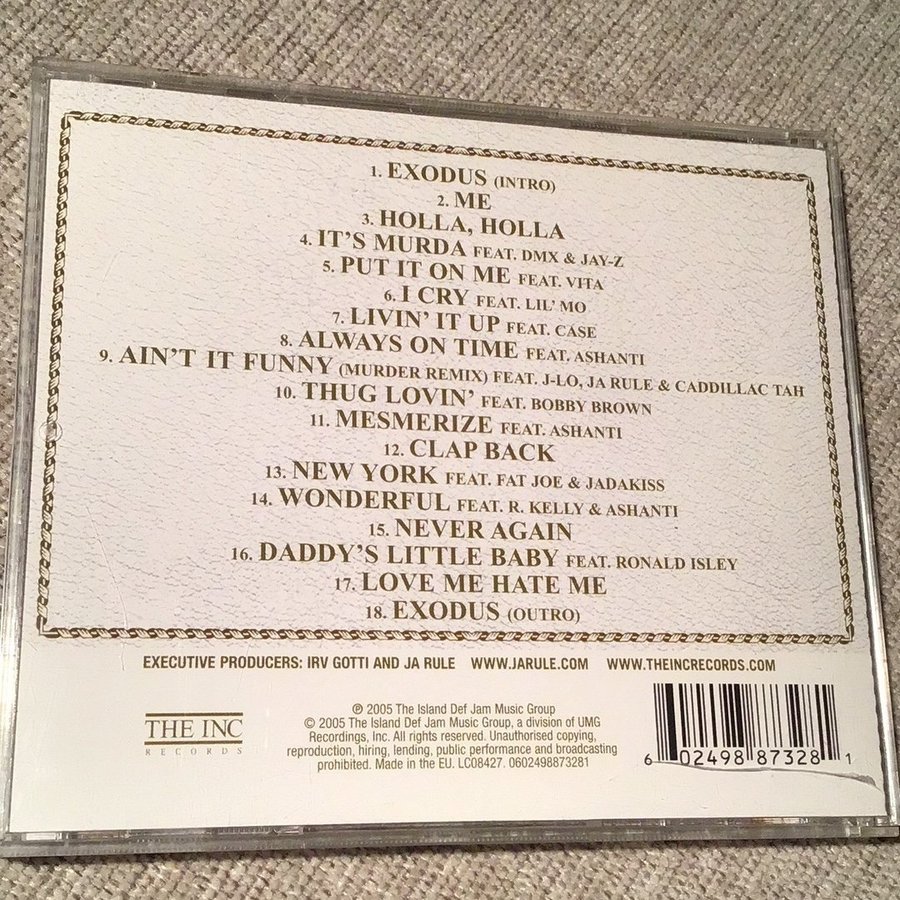 1. EXODUS (INTRO)
2. ME
3. HOLLA, HOLLA
4. IT'S MURDA FEAT. DMX & JAY-Z
5. PUT IT ON ME FEAT. VITA
6. I CRY FEAT. LIL' MO
7. LIVIN' IT UP FEAT. CASE
8. ALWAYS ON TIME FEAT. ASHANTI
9. AIN'T IT FUNNY (MURDER REMIX) FEAT. J-LO, JA RULE & CADDILLAC TAH
10. THUG LOVIN' FEAT. BOBBY BROWN
11. MESMERIZE FEAT. ASHANTI
12. CLAP BACK
13. NEW YORK FEAT. FAT JOE & JADAKISS
14. WONDERFUL FEAT. R. KELLY & ASHANTI
15. NEVER AGAIN
16. DADDY'S LITTLE BABY FEAT. RONALD ISLEY
17. LOVE ME HATE ME
18. EXODUS (OUTRO)
EXECUTIVE PRODUCERS: IRV GOTTI AND JA RULE WWW.JARULE.COM WWW.THEINCRECORDS.COM
THE INC
RECORDS
℗ 2005 The Island Def Jam Music Group
© 2005 The Island Def Jam Music Group, a division of UMG
Recordings, Inc. All rights reserved. Unauthorised copying,
reproduction, hiring, lending, public performance and broadcasting
prohibited. Made in the EU. LC08427. 0602498873281
6 02498 87328 1